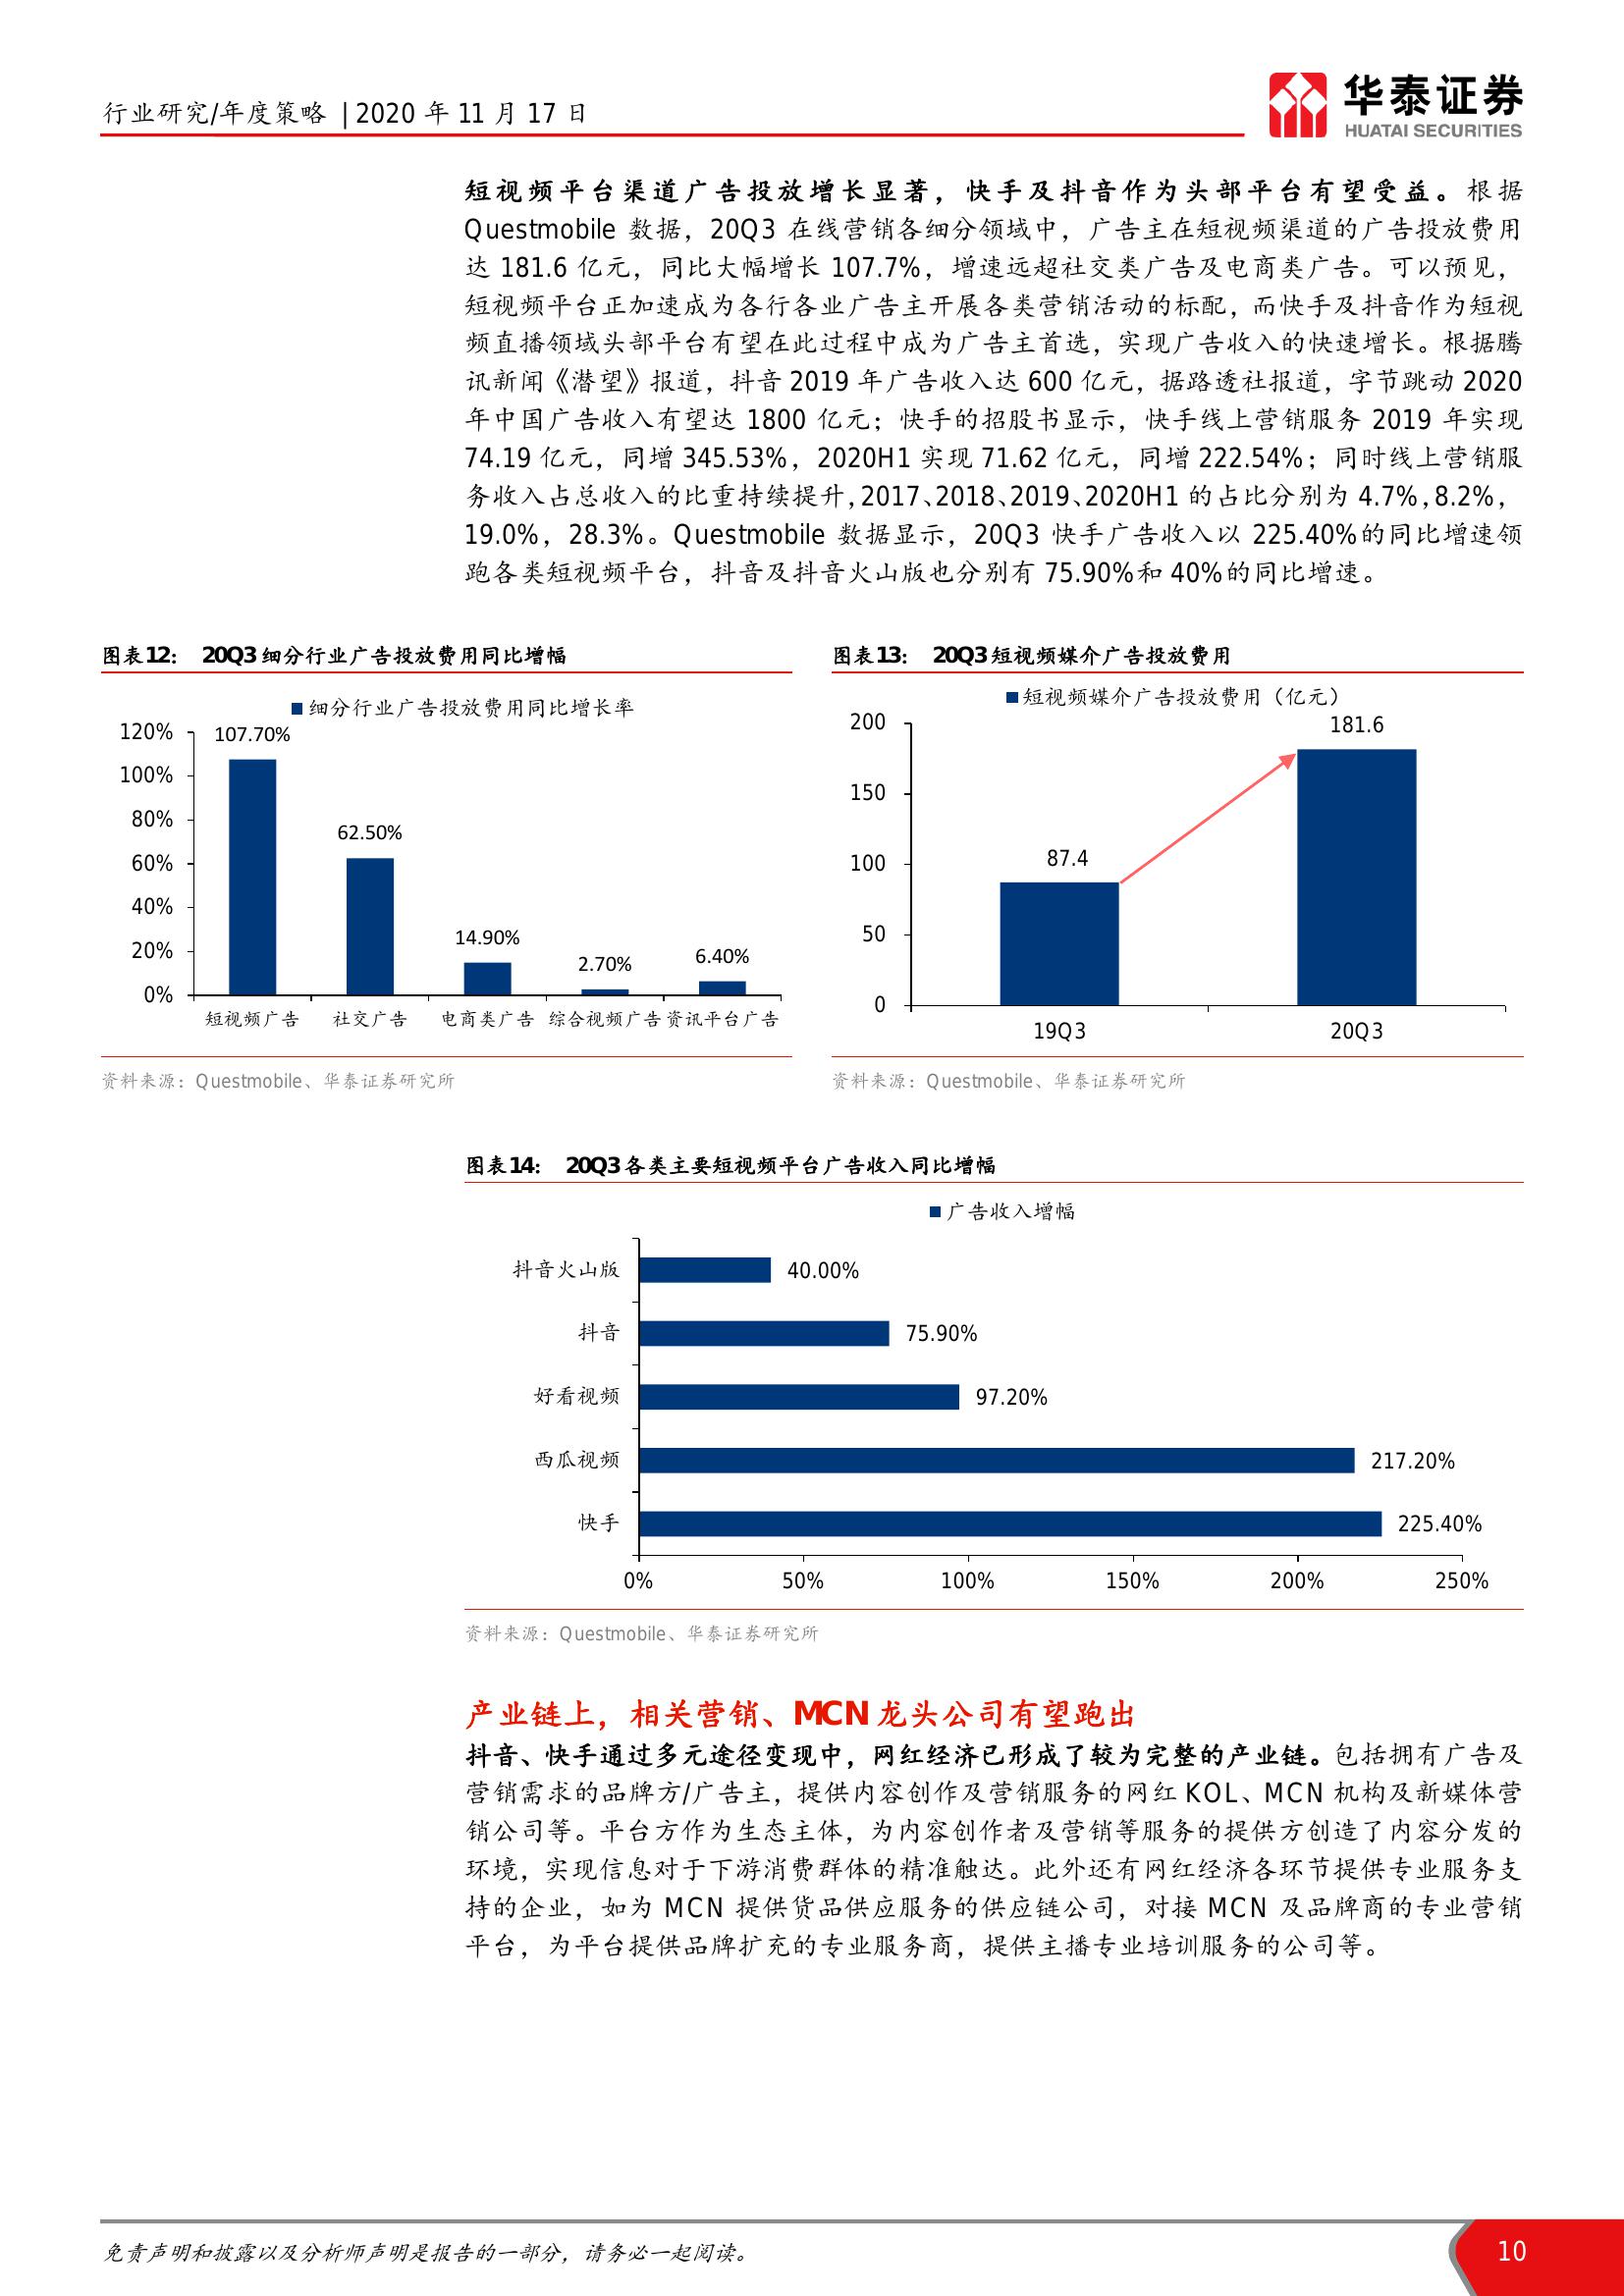 行业研究/年度策略 | 2020 年 11 月 17 日
华泰证券
HUATAI SECURITIES
短视频平台渠道广告投放增长显著，快手及抖音作为头部平台有望受益。根据
Questmobile 数据，20Q3 在线营销各细分领域中，广告主在短视频渠道的广告投放费用
达 181.6 亿元，同比大幅增长 107.7%，增速远超社交类广告及电商类广告。可以预见，
短视频平台正加速成为各行各业广告主开展各类营销活动的标配，而快手及抖音作为短视
频直播领域头部平台有望在此过程中成为广告主首选，实现广告收入的快速增长。根据腾
讯新闻《潜望》报道，抖音 2019 年广告收入达 600 亿元，据路透社报道，字节跳动 2020
年中国广告收入有望达 1800 亿元；快手的招股书显示，快手线上营销服务 2019 年实现
74.19 亿元，同增 345.53%，2020H1 实现 71.62 亿元，同增 222.54%；同时线上营销服
务收入占总收入的比重持续提升，2017、2018、2019、2020H1 的占比分别为 4.7%，8.2%，
19.0%，28.3%。Questmobile 数据显示，20Q3 快手广告收入以 225.40%的同比增速领
跑各类短视频平台，抖音及抖音火山版也分别有 75.90%和 40%的同比增速。
图表12： 20Q3 细分行业广告投放费用同比增幅
细分行业广告投放费用同比增长率
120%
100%
80%
60%
40%
20%
0%
107.70%
62.50%
14.90%
2.70%
6.40%
短视频广告 社交广告 电商类广告 综合视频广告 资讯平台广告
资料来源：Questmobile、华泰证券研究所
图表13： 20Q3 短视频媒介广告投放费用
短视频媒介广告投放费用（亿元）
200
150
100
50
0
87.4
181.6
19Q3 20Q3
资料来源：Questmobile、华泰证券研究所
图表14： 20Q3 各类主要短视频平台广告收入同比增幅
广告收入增幅
抖音火山版 40.00%
抖音 75.90%
好看视频 97.20%
西瓜视频 217.20%
快手 225.40%
0% 50% 100% 150% 200% 250%
资料来源：Questmobile、华泰证券研究所
产业链上，相关营销、MCN 龙头公司有望跑出
抖音、快手通过多元途径变现中，网红经济已形成了较为完整的产业链。包括拥有广告及
营销需求的品牌方/广告主，提供内容创作及营销服务的网红 KOL、MCN 机构及新媒体营
销公司等。平台方作为生态主体，为内容创作者及营销等服务的提供方创造了内容分发的
环境，实现信息对于下游消费群体的精准触达。此外还有网红经济各环节提供专业服务支
持的企业，如为 MCN 提供货品供应服务的供应链公司，对接 MCN 及品牌商的专业营销
平台，为平台提供品牌扩充的专业服务商，提供主播专业培训服务的公司等。
免责声明和披露以及分析师声明是报告的一部分，请务必一起阅读。
10